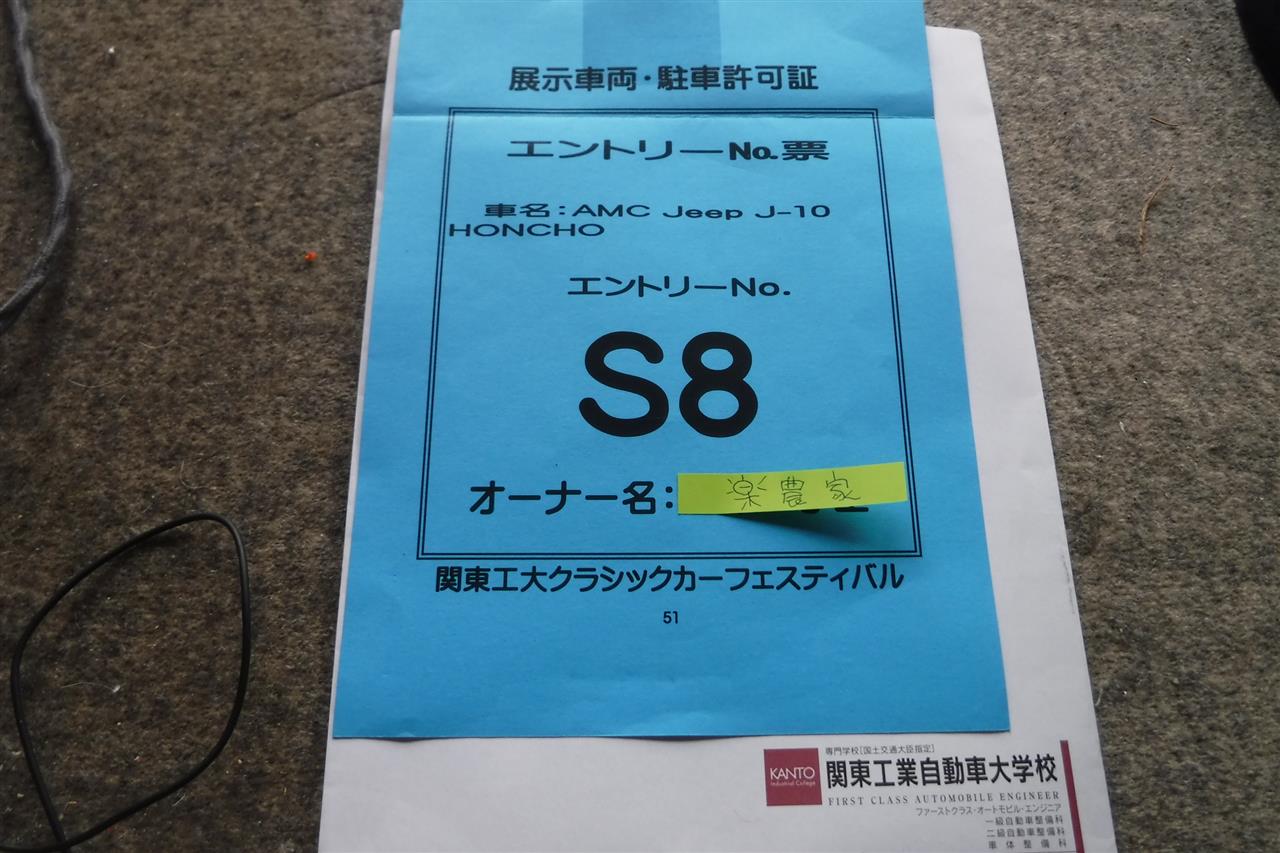 展示車両・駐車許可証
エントリーNo.票
車名：AMC Jeep J-10
HONCHO
エントリーNo.
S8
オーナー名：楽農家
関東工大クラシックカーフェスティバル
51
KANTO
Industrial College
専門学校[国土交通大臣指定]
関東工業自動車大学校
FIRST CLASS AUTOMOBILE ENGINEER
ファーストクラス・オートモビル・エンジニア
一級自動車整備科
二級自動車整備科
車体整備科